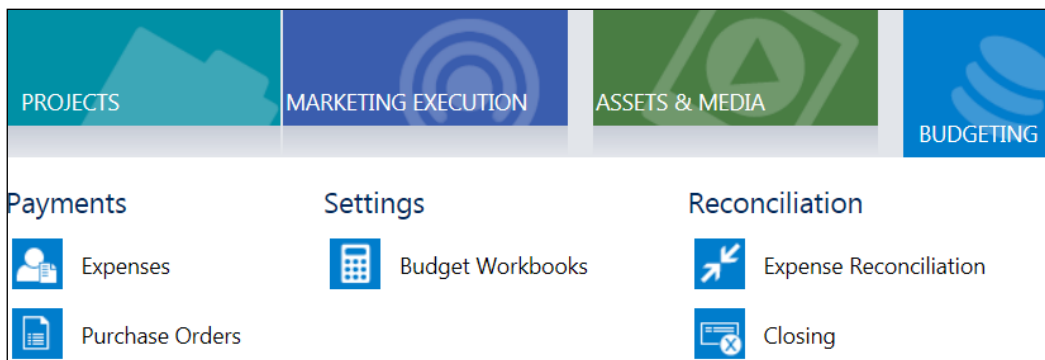 PROJECTS
MARKETING EXECUTION
ASSETS & MEDIA
BUDGETING
Payments
Settings
Reconciliation
Expenses
Budget Workbooks
Expense Reconciliation
Purchase Orders
Closing